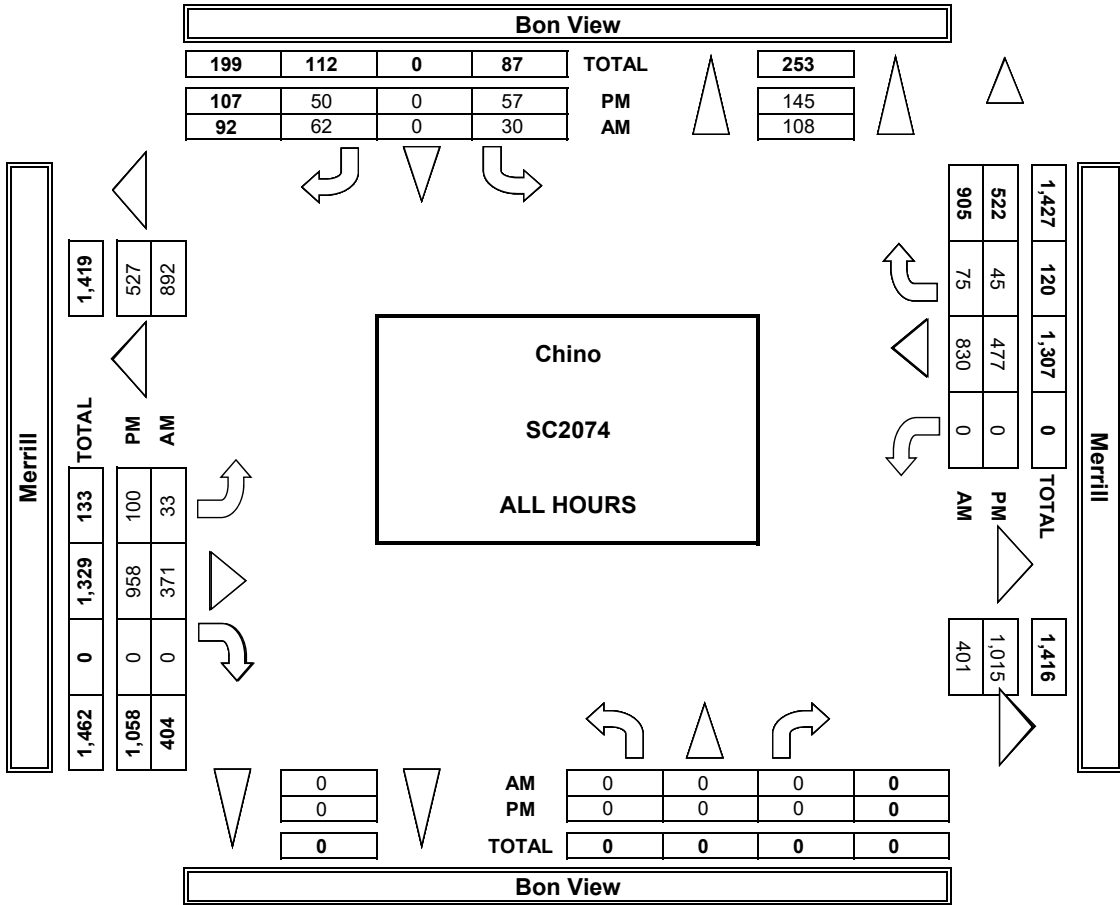 Bon View
199 112 0 87 TOTAL 253
107 50 0 57 PM 145
92 62 0 30 AM 108
Merrill
1,419
527
892
TOTAL 133 1,329 0 1,462
PM 100 958 0 1,058
AM 33 371 0 404
Chino
SC2074
ALL HOURS
1,427 120 1,307 0 TOTAL
522 45 477 0 PM
905 75 830 0 AM
1,416
1,015
401
Merrill
0 AM 0 0 0 0
0 PM 0 0 0 0
0 TOTAL 0 0 0 0
Bon View